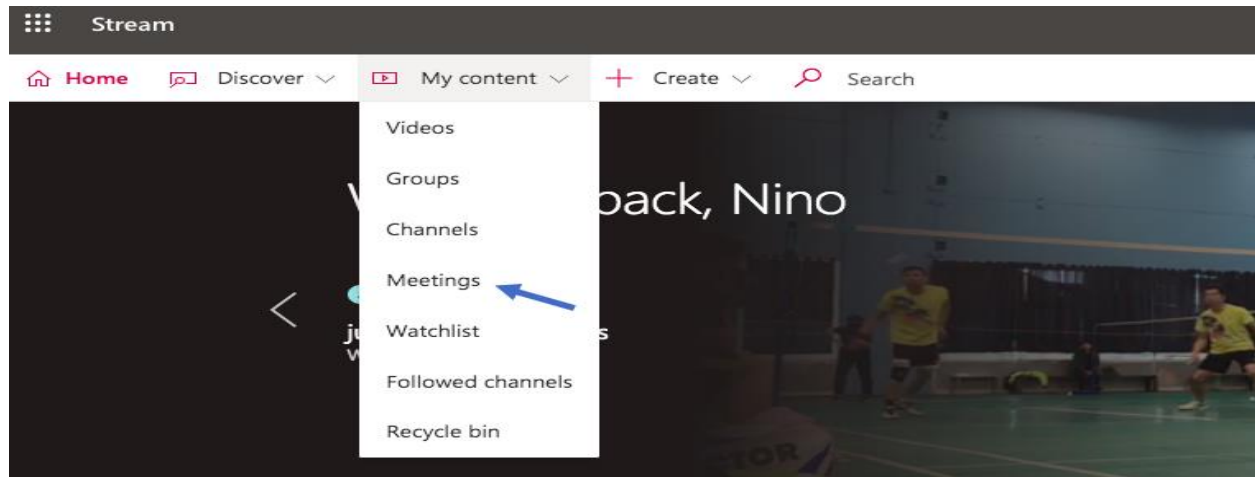 Stream
Home Discover My content Create Search
Videos
Groups
back, Nino
Channels
Meetings
Watchlist
Followed channels
Recycle bin